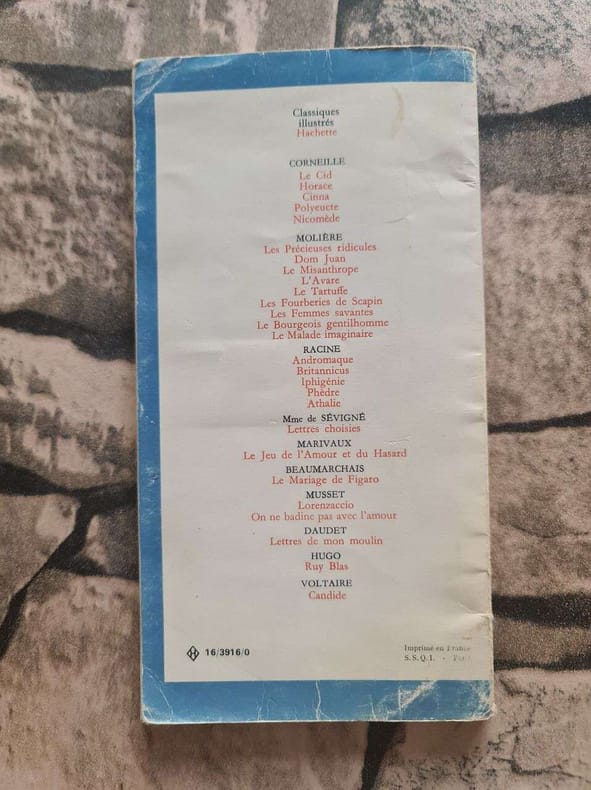 Classiques
illustrés
Hachette
CORNEILLE
Le Cid
Horace
Cinna
Polyeucte
Nicomède
MOLIÈRE
Les Précieuses ridicules
Dom Juan
Le Misanthrope
L'Avare
Le Tartuffe
Les Fourberies de Scapin
Les Femmes savantes
Le Bourgeois gentilhomme
Le Malade imaginaire
RACINE
Andromaque
Britannicus
Iphigénie
Phèdre
Athalie
Mme de SÉVIGNÉ
Lettres choisies
MARIVAUX
Le Jeu de l'Amour et du Hasard
BEAUMARCHAIS
Le Mariage de Figaro
MUSSET
Lorenzaccio
On ne badine pas avec l'amour
DAUDET
Lettres de mon moulin
HUGO
Ruy Blas
VOLTAIRE
Candide
H 16/3916/0
Imprimé en France
S.S.Q.I. -